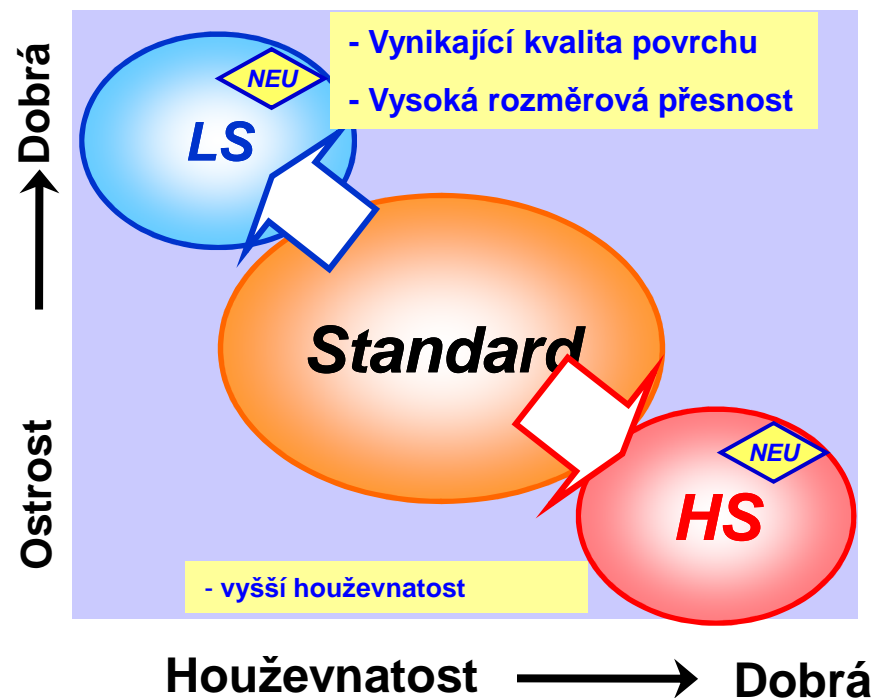 Dobrá
- Vynikající kvalita povrchu
- Vysoká rozměrová přesnost
NEU
LS
Standard
NEU
HS
Ostrost
- vyšší houževnatost
Houževnatost
Dobrá